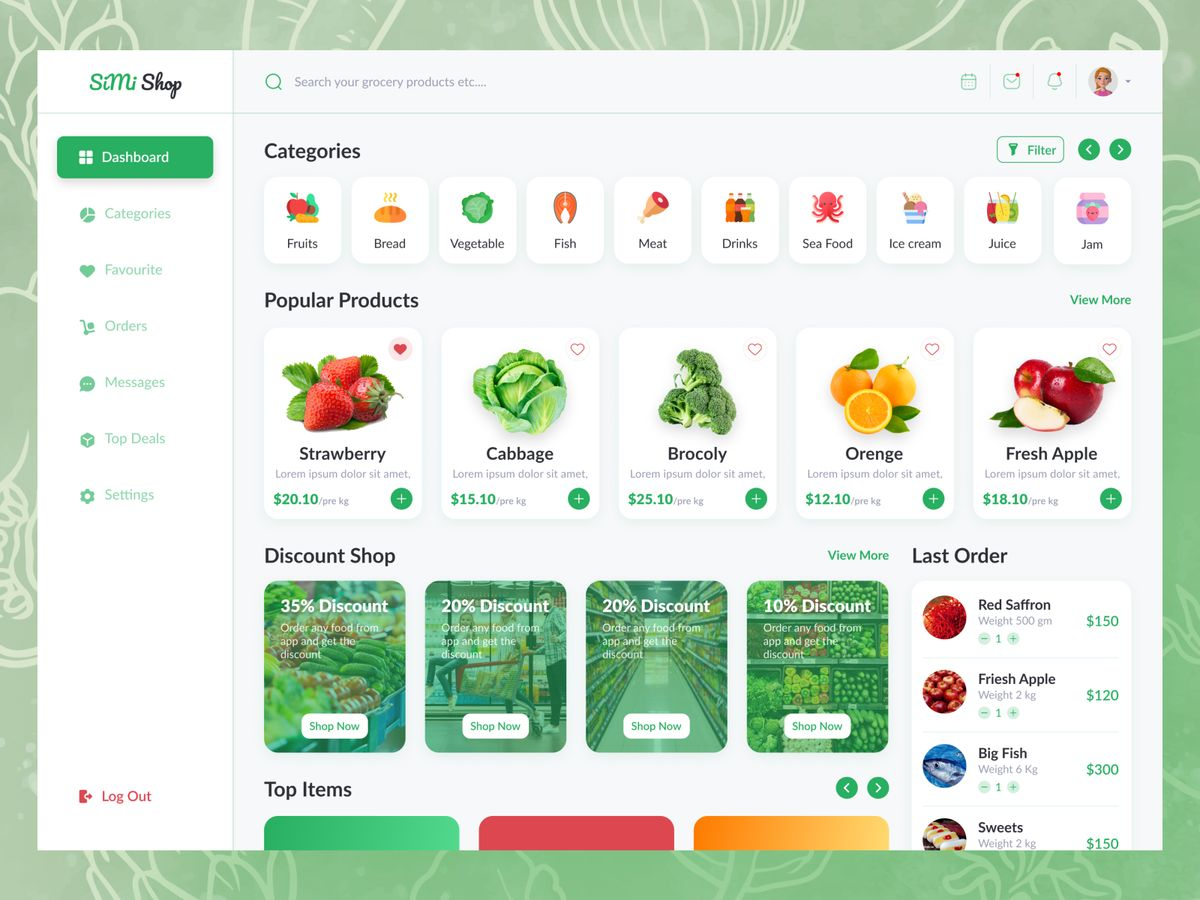 SiMi Shop
Search your grocery products etc....
Dashboard
Categories
Favourite
Orders
Messages
Top Deals
Settings
Log Out
Categories
Filter
Fruits
Bread
Vegetable
Fish
Meat
Drinks
Sea Food
Ice cream
Juice
Jam
Popular Products
View More
Strawberry
Lorem ipsum dolor sit amet,
$20.10/pre kg
Cabbage
Lorem ipsum dolor sit amet,
$15.10/pre kg
Brocoly
Lorem ipsum dolor sit amet,
$25.10/pre kg
Orenge
Lorem ipsum dolor sit amet,
$12.10/pre kg
Fresh Apple
Lorem ipsum dolor sit amet,
$18.10/pre kg
Discount Shop
View More
35% Discount
Order any food from
app and get the
discount
Shop Now
20% Discount
Order any food from
app and get the
discount
Shop Now
20% Discount
Order any food from
app and get the
discount
Shop Now
10% Discount
Order any food from
app and get the
discount
Shop Now
Last Order
Red Saffron
Weight 500 gm
1
$150
Friesh Apple
Weight 2 kg
1
$120
Big Fish
Weight 6 Kg
1
$300
Sweets
Weight 2 kg
$150
Top Items